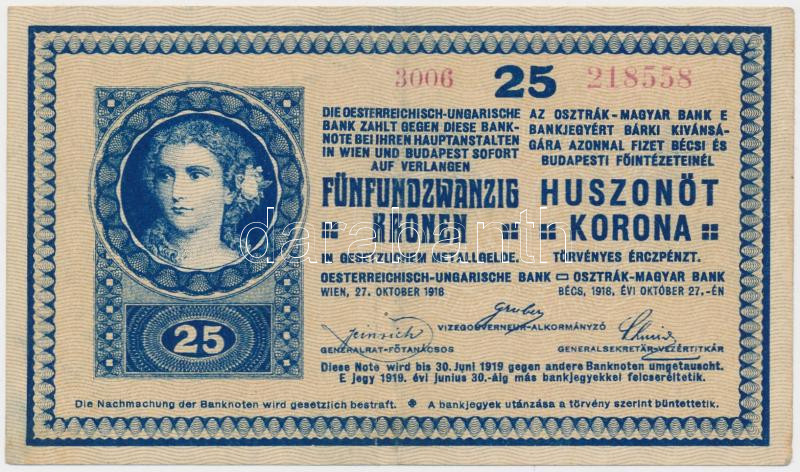 3006 25 218558
DIE OESTERREICHISCH-UNGARISCHE
BANK ZAHLT GEGEN DIESE BANK-
NOTE BEI IHREN HAUPTANSTALTEN
IN WIEN UND BUDAPEST SOFORT
AUF VERLANGEN
FÜNFUNDZWANZIG
KRONEN
IN GESETZLICHEM METALLGELDE.
AZ OSZTRÁK-MAGYAR BANK E
BANKJEGYÉRT BÁRKI KIVÁNSÁ-
GÁRA AZONNAL FIZET BÉCSI ÉS
BUDAPESTI FŐINTÉZETEINÉL
HUSZONÖT
KORONA
TÖRVÉNYES ÉRCZPÉNZT.
OESTERREICHISCH-UNGARISCHE BANK OSZTRÁK-MAGYAR BANK
WIEN, 27. OKTOBER 1918 BÉCS, 1918. ÉVI OKTÓBER 27.-ÉN
Gruber
VIZEGOUVERNEUR-ALKORMÁNYZÓ
GENERALRAT-FŐTANÁCSOS
Schmid
GENERALSEKRETÄR-VEZÉRTITKÁR
Diese Note wird bis 30. Juni 1919 gegen andere Banknoten umgetauscht.
E jegy 1919. évi junius 30.-áig más bankjegyekkel felcseréltetik.
25
Die Nachmachung der Banknoten wird gesetzlich bestraft. A bankjegyek utánzása a törvény szerint büntettetik.
darabanth